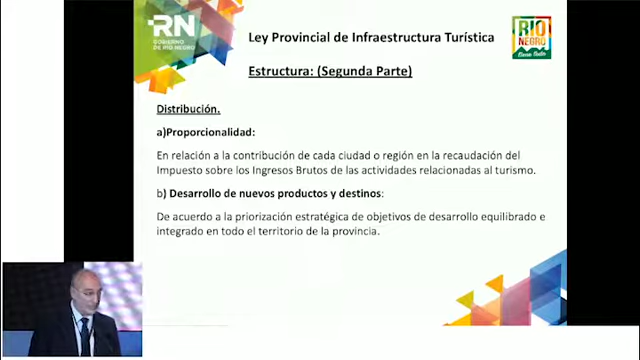 RN
GOBIERNO
DE RÍO NEGRO
Ley Provincial de Infraestructura Turística
RIO
NEGRO
Estructura: (Segunda Parte)
Distribución.
a)Proporcionalidad:
En relación a la contribución de cada ciudad o región en la recaudación del
Impuesto sobre los Ingresos Brutos de las actividades relacionadas al turismo.
b) Desarrollo de nuevos productos y destinos:
De acuerdo a la priorización estratégica de objetivos de desarrollo equilibrado e
integrado en todo el territorio de la provincia.